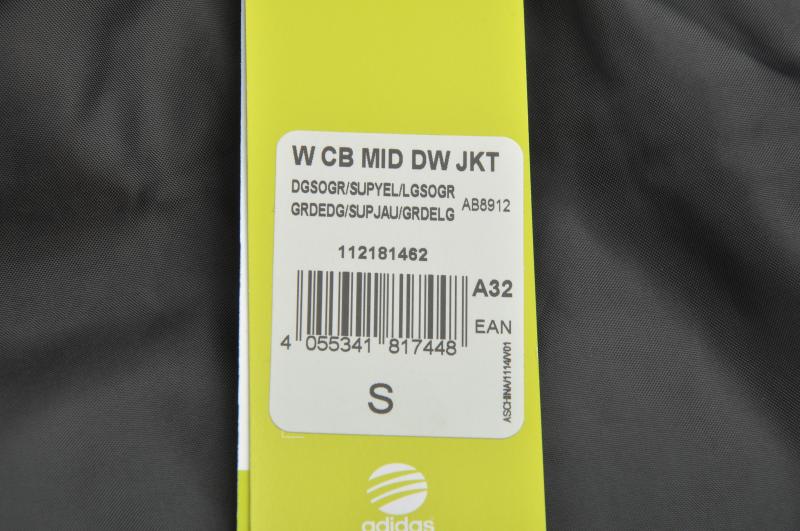 W CB MID DW JKT
DGSOGR/SUPYEL/LGSOGR
GRDEDG/SUPJAU/GRDELG AB8912
112181462
A32
EAN
4 055341 817448
ASCHINA/1114/V01
S
adidas